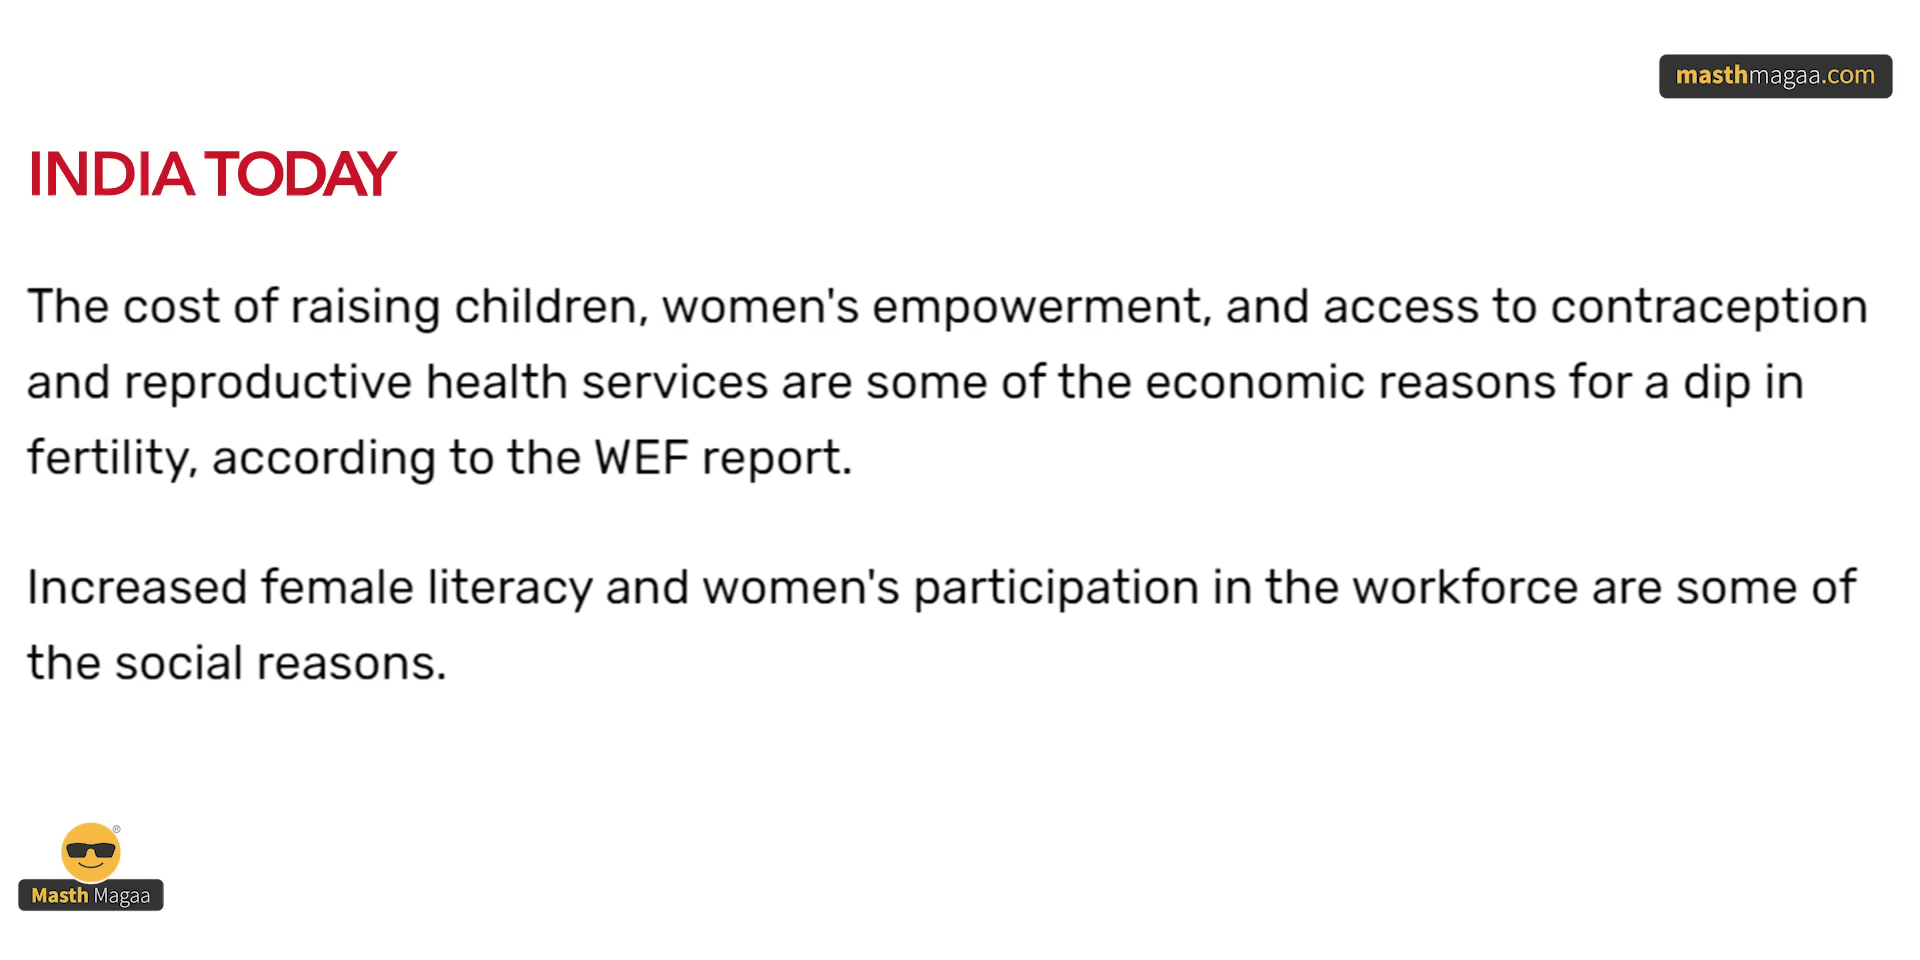 masthmagaa.com
INDIA TODAY
The cost of raising children, women's empowerment, and access to contraception
and reproductive health services are some of the economic reasons for a dip in
fertility, according to the WEF report.
Increased female literacy and women's participation in the workforce are some of
the social reasons.
®
Masth Magaa